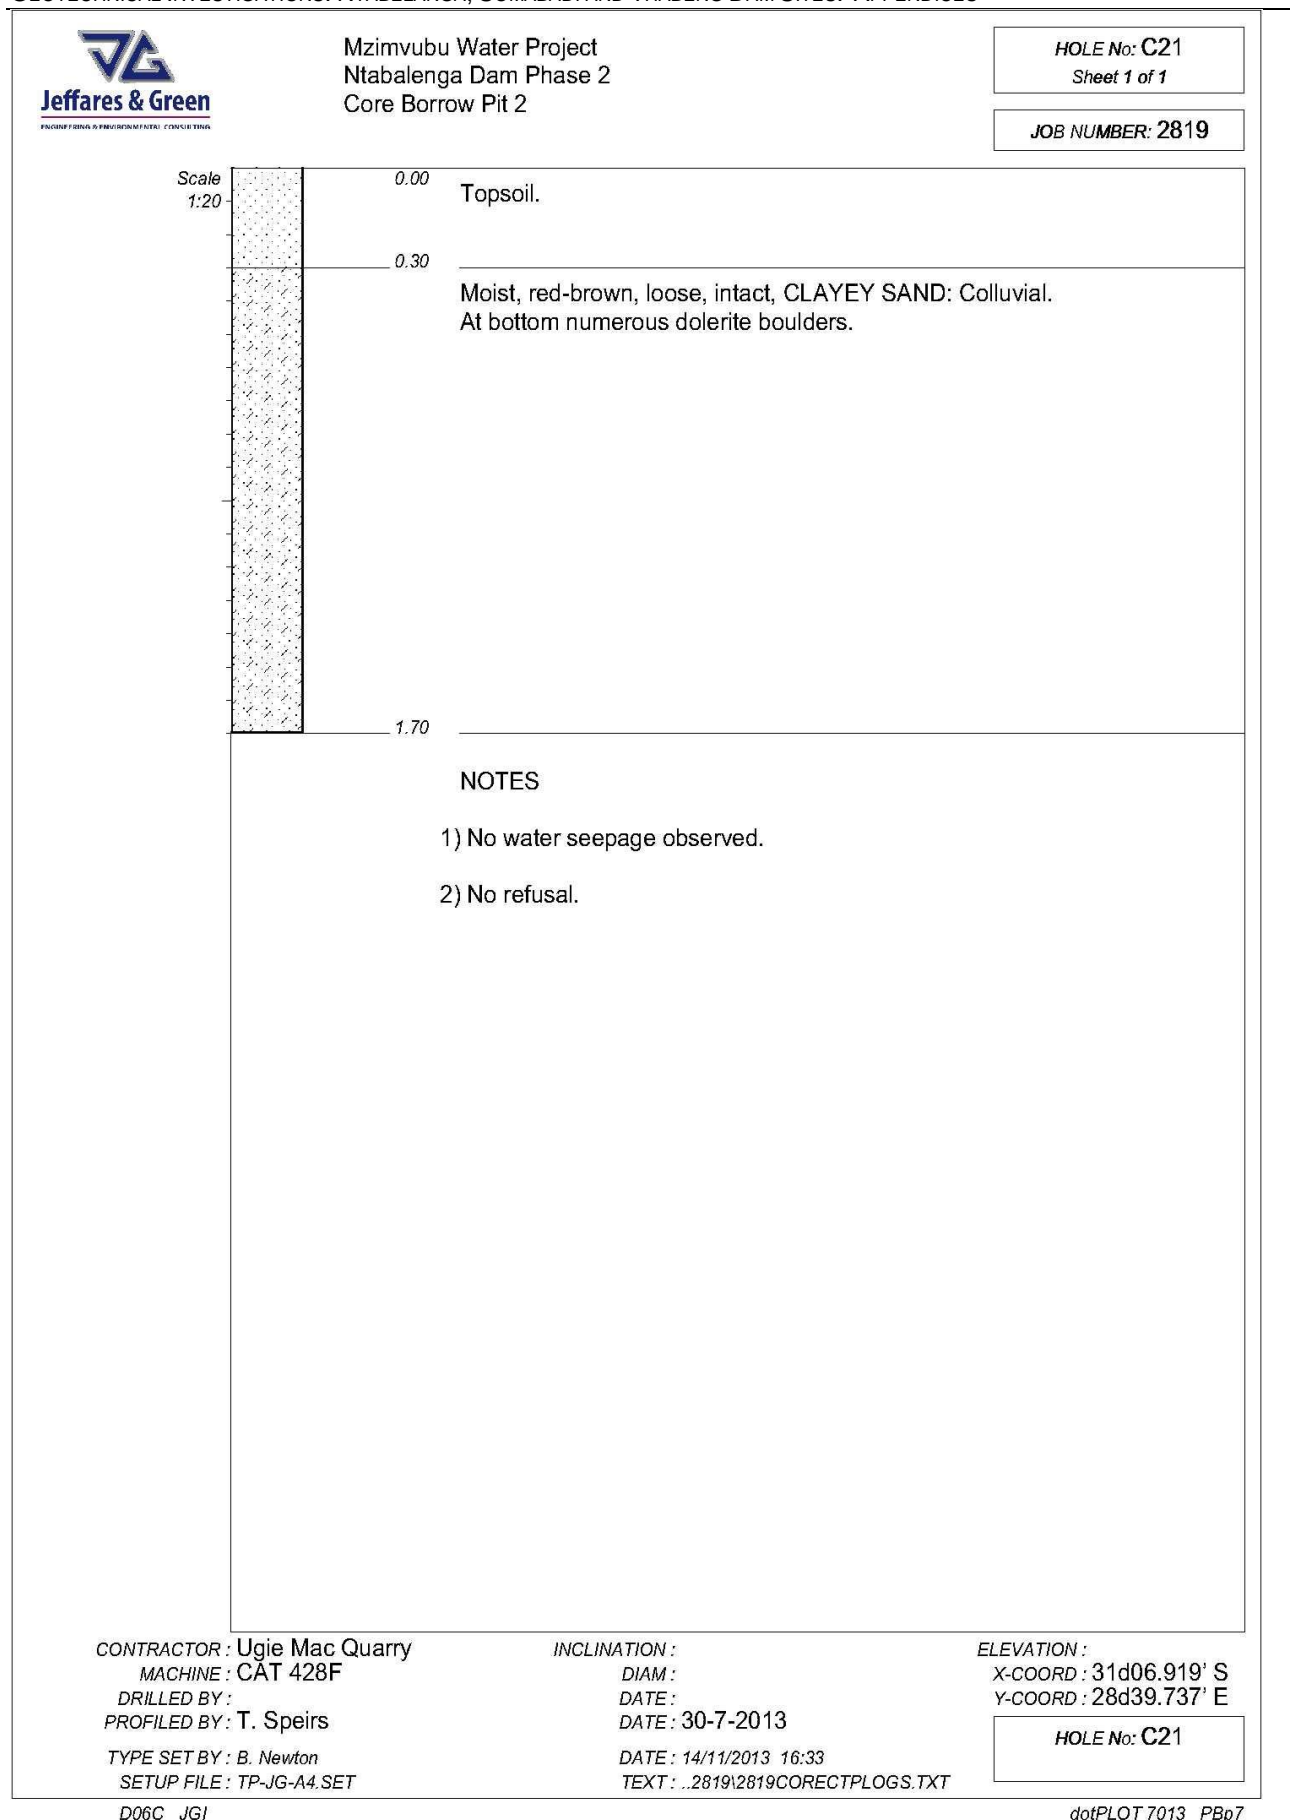 JG
Jeffares & Green
ENGINEERING & ENVIRONMENTAL CONSULTING
Mzimvubu Water Project
Ntabalenga Dam Phase 2
Core Borrow Pit 2
HOLE No: C21
Sheet 1 of 1
JOB NUMBER: 2819
Scale
1:20
0.00
Topsoil.
0.30
Moist, red-brown, loose, intact, CLAYEY SAND: Colluvial.
At bottom numerous dolerite boulders.
1.70
NOTES
1) No water seepage observed.
2) No refusal.
CONTRACTOR : Ugie Mac Quarry
MACHINE : CAT 428F
DRILLED BY :
PROFILED BY : T. Speirs
TYPE SET BY : B. Newton
SETUP FILE : TP-JG-A4.SET
INCLINATION :
DIAM :
DATE :
DATE : 30-7-2013
DATE : 14/11/2013 16:33
TEXT : ..2819\2819CORECTPLOGS.TXT
ELEVATION :
X-COORD : 31d06.919' S
Y-COORD : 28d39.737' E
HOLE No: C21
D06C JGI
dotPLOT 7013 PBp7